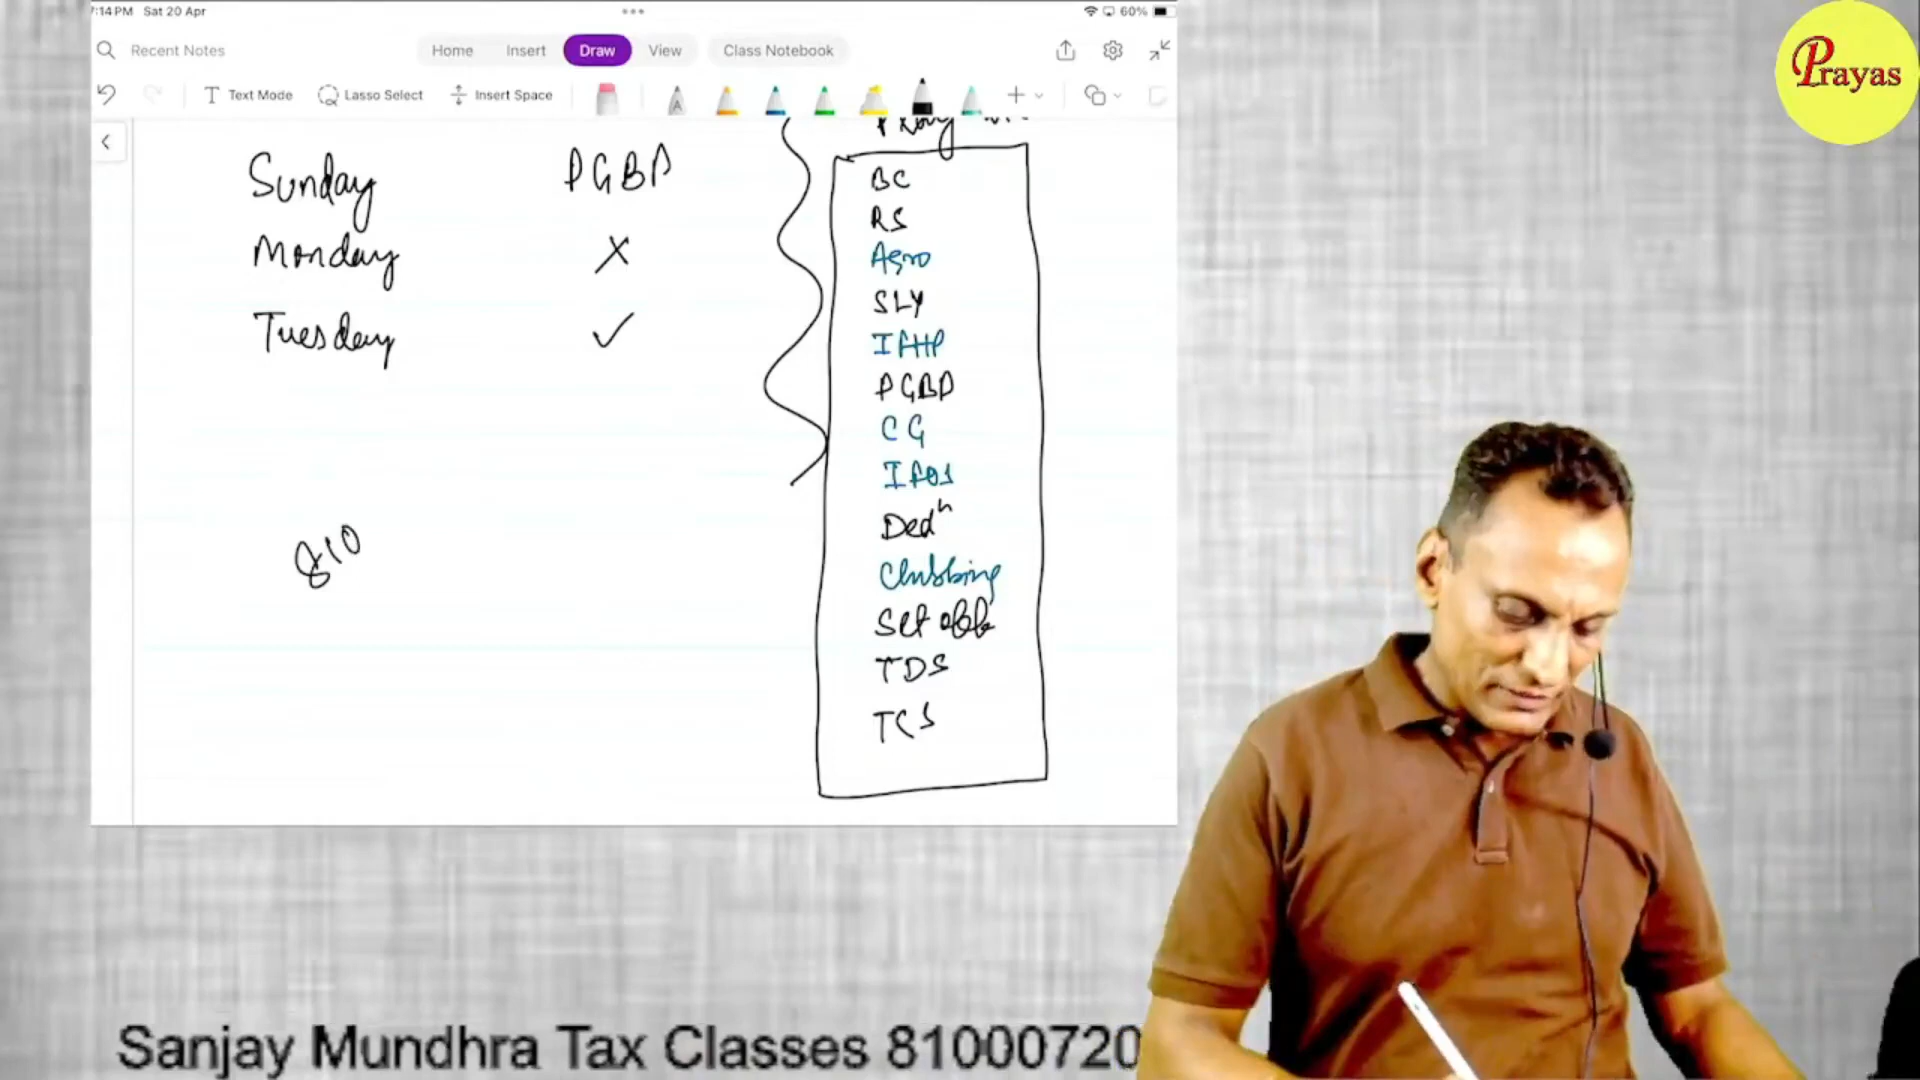 7:14PM Sat 20 Apr
60%
Recent Notes
Home Insert Draw View Class Notebook
Text Mode Lasso Select Insert Space
Prayas
Sunday PGBP
Monday X
Tuesday ✓
810
BC
RS
Agro
SLY
IFHP
PGBP
CG
IFOS
Dedn
Clubbing
Set off
TDS
TCS
Sanjay Mundhra Tax Classes 81000720